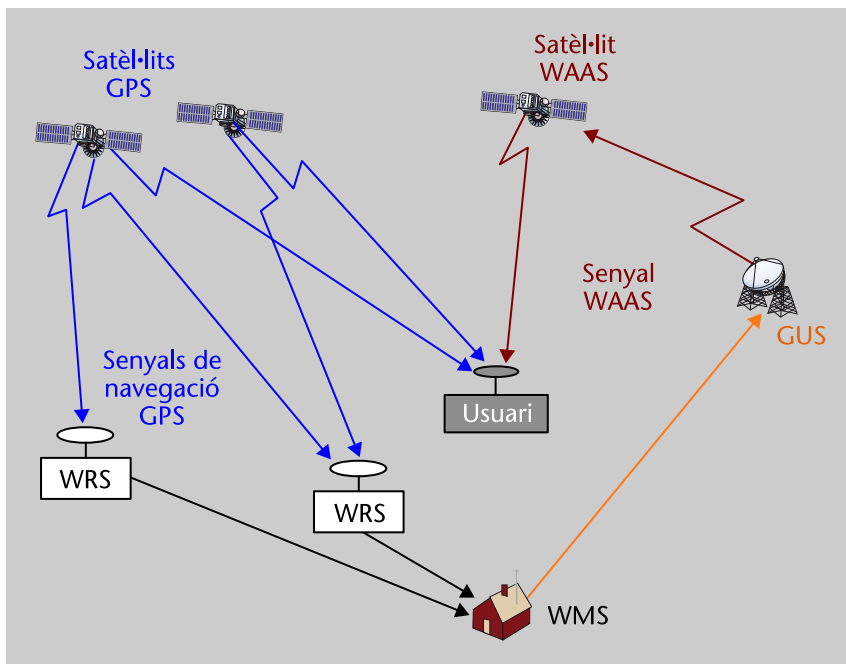 Satèl·lits
GPS
Satèl·lit
WAAS
Senyal
WAAS
GUS
Senyals de
navegació
GPS
Usuari
WRS
WRS
WMS